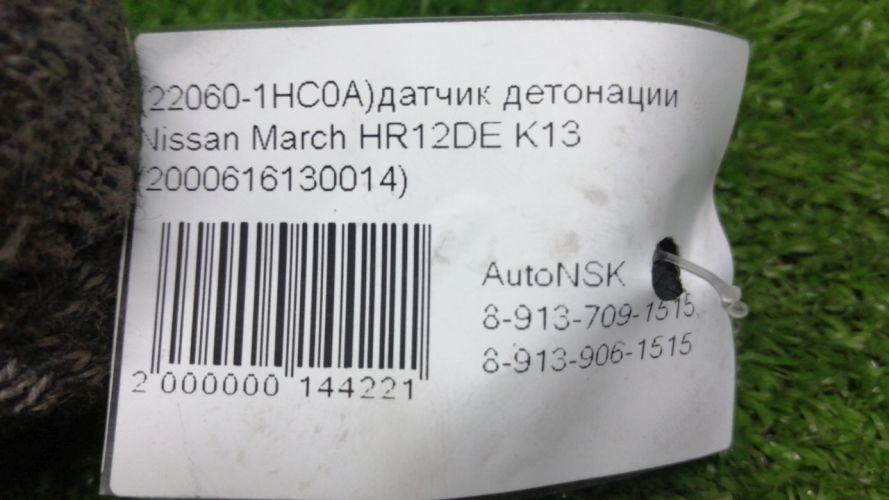 (22060-1HC0A)датчик детонации
Nissan March HR12DE K13
(2000616130014)
AutoNSK
8-913-709-1515,
8-913-906-1515
2 000000 144221